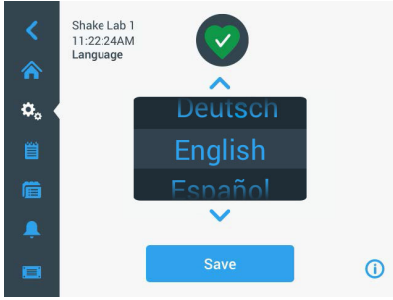 Shake Lab 1
11:22:24AM
Language
Deutsch
English
Español
Save